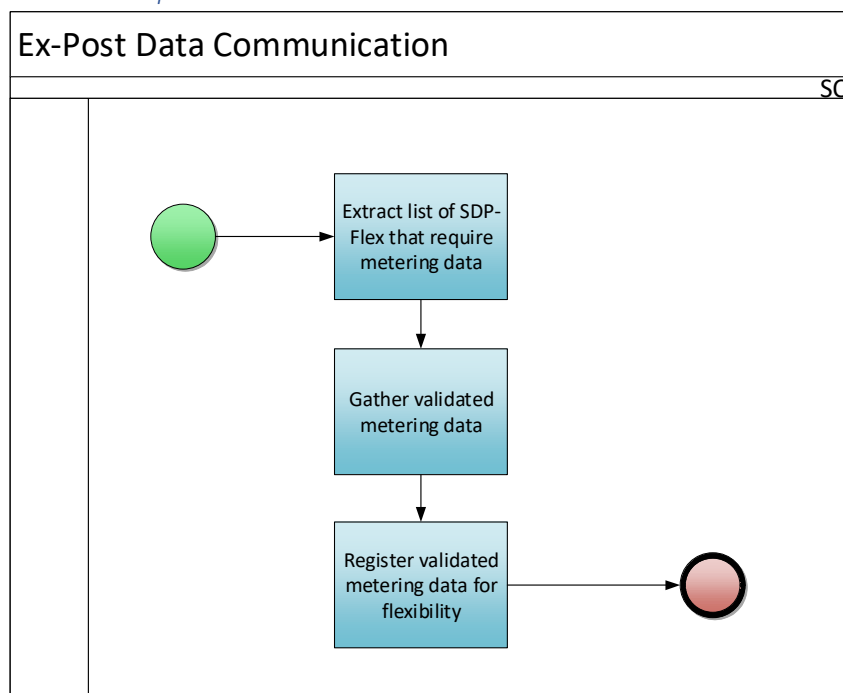 Ex-Post Data Communication
SO
Extract list of SDP-
Flex that require
metering data
Gather validated
metering data
Register validated
metering data for
flexibility